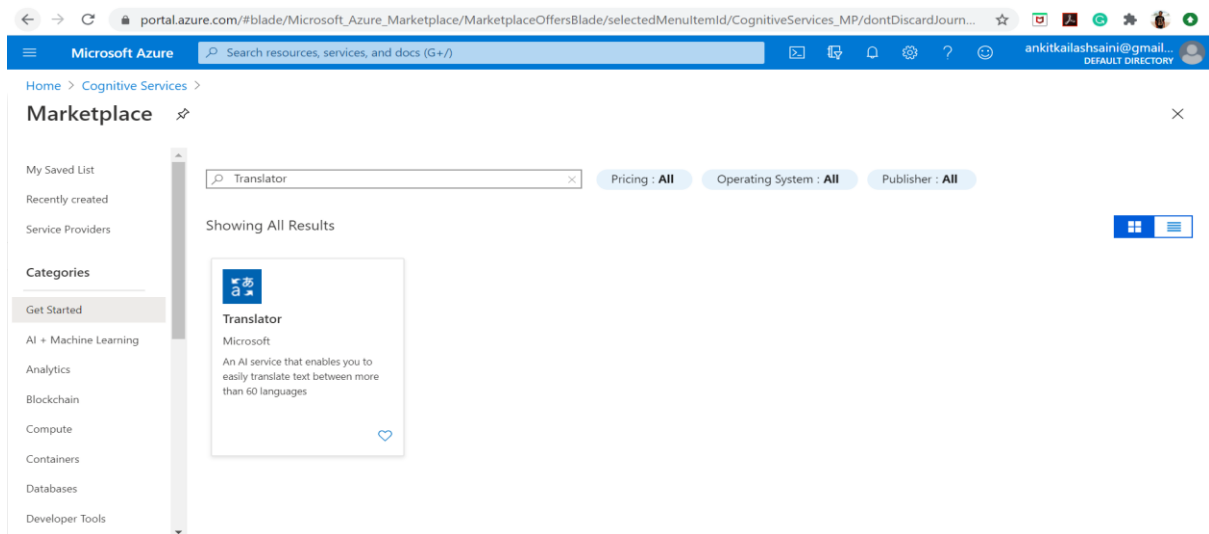 portal.azure.com/#blade/Microsoft_Azure_Marketplace/MarketplaceOffersBlade/selectedMenuItemId/CognitiveServices_MP/dontDiscardJourn...
Microsoft Azure
Search resources, services, and docs (G+/)
ankitkailashsaini@gmail...
DEFAULT DIRECTORY
Home > Cognitive Services >
Marketplace
My Saved List
Recently created
Service Providers
Categories
Get Started
AI + Machine Learning
Analytics
Blockchain
Compute
Containers
Databases
Developer Tools
Translator
Pricing : All
Operating System : All
Publisher : All
Showing All Results
あ
a
Translator
Microsoft
An AI service that enables you to
easily translate text between more
than 60 languages